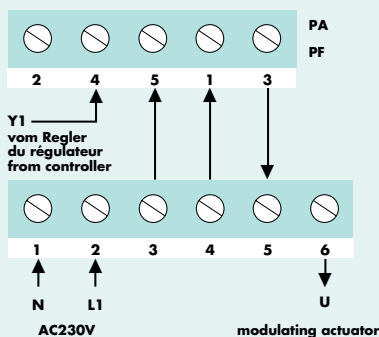 PA
PF
2 4 5 1 3
Y1
vom Regler
du régulateur
from controller
1 2 3 4 5 6
N L1 U
AC230V modulating actuator